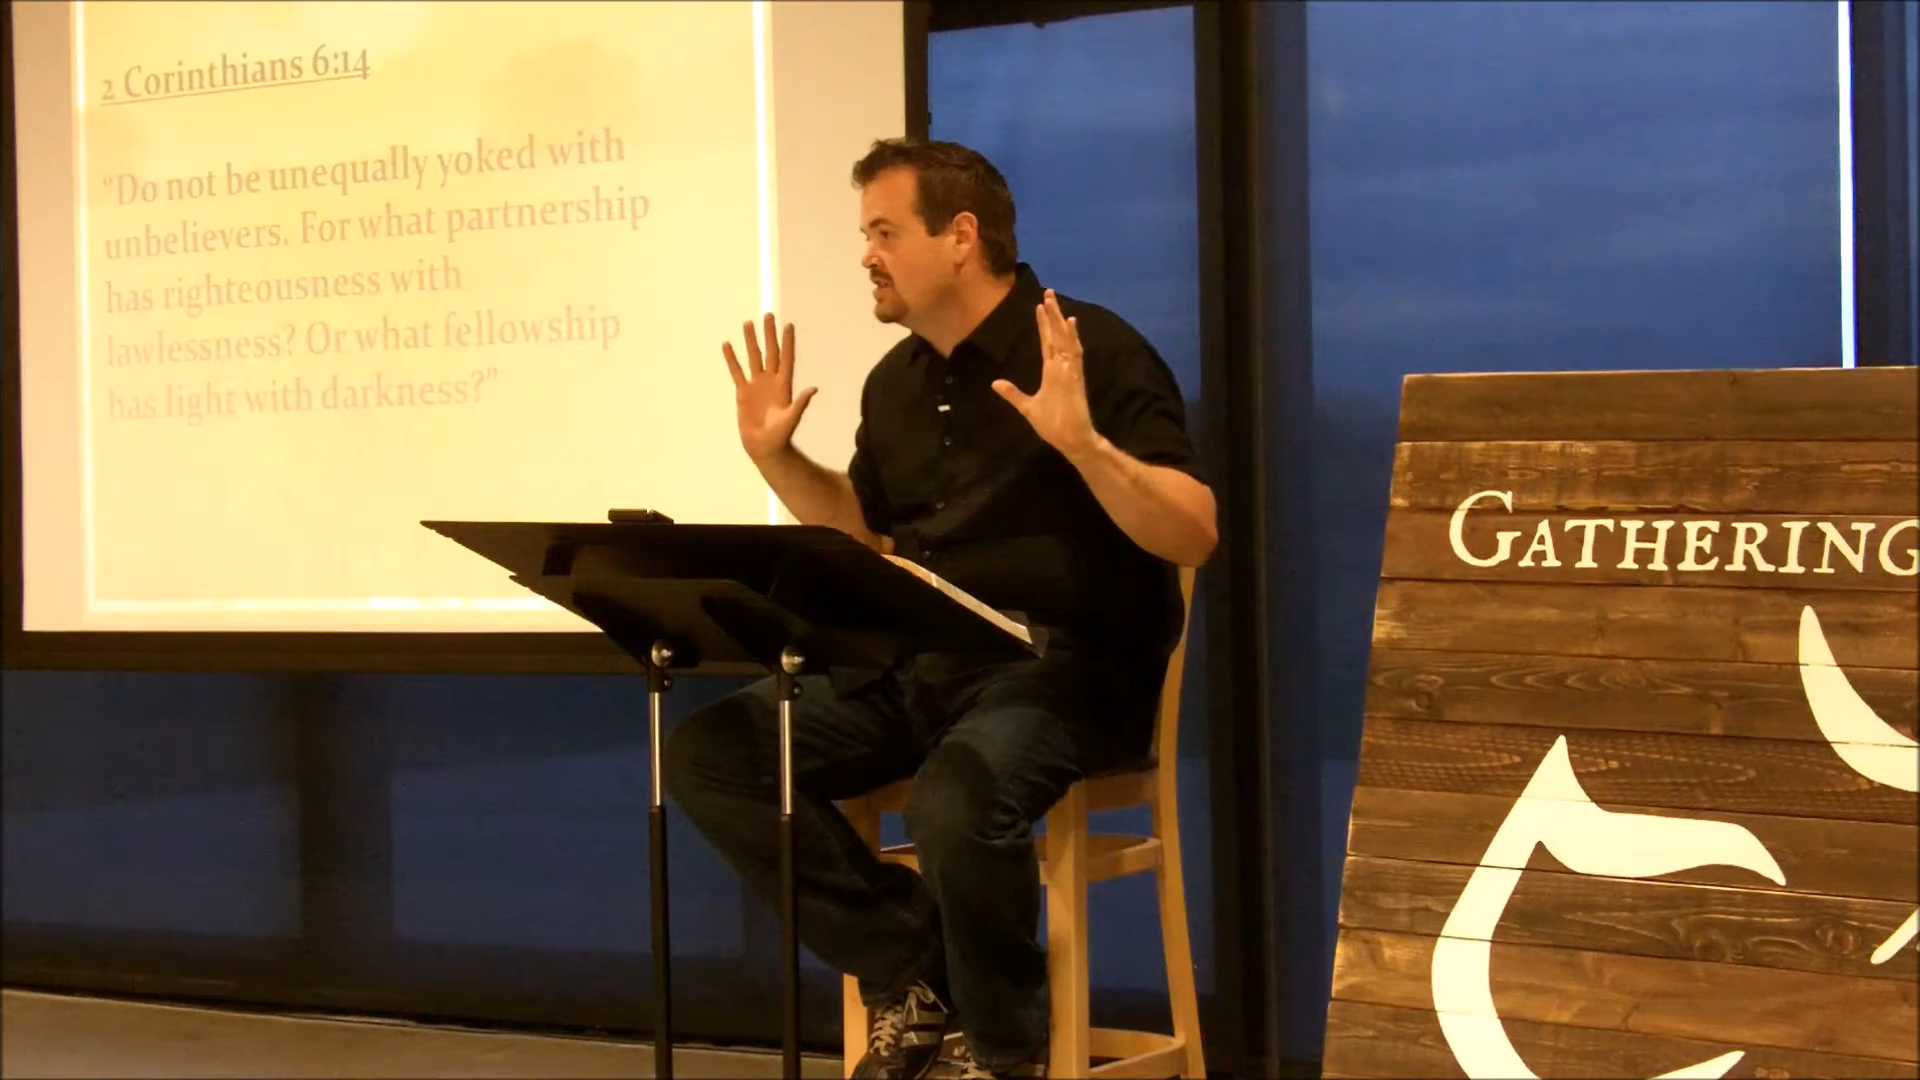 2 Corinthians 6:14
“Do not be unequally yoked with
unbelievers. For what partnership
has righteousness with
lawlessness? Or what fellowship
has light with darkness?”
GATHERING